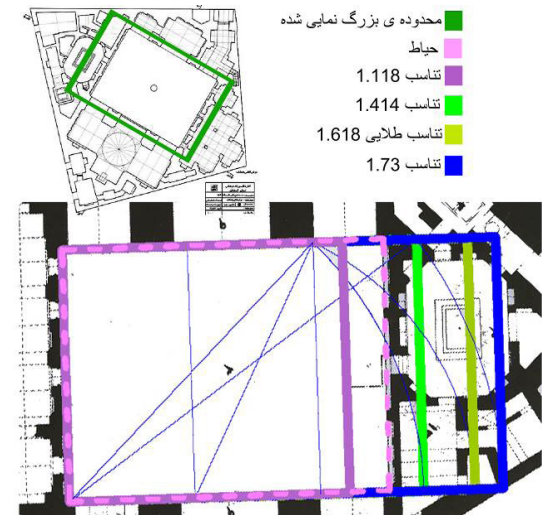 محدوده ی بزرگ نمایی شده
حیاط
تناسب 1.118
تناسب 1.414
تناسب طلایی 1.618
تناسب 1.73